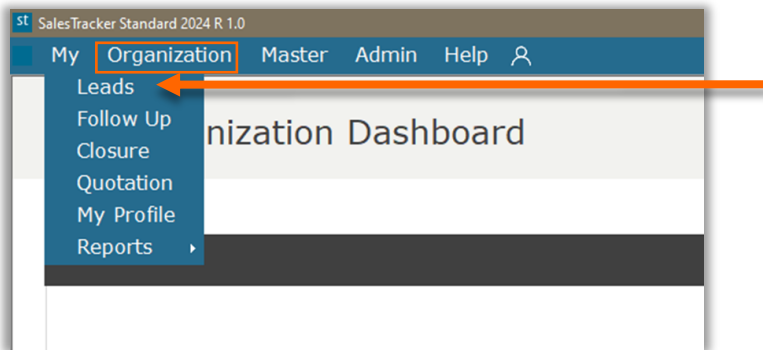 st SalesTracker Standard 2024 R 1.0
My Organization Master Admin Help
Leads
Follow Up
nization Dashboard
Closure
Quotation
My Profile
Reports